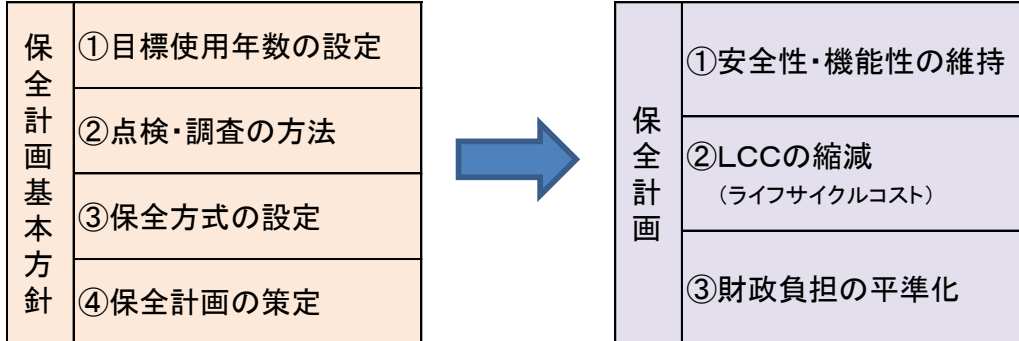 保全計画基本方針
①目標使用年数の設定
②点検・調査の方法
③保全方式の設定
④保全計画の策定
保全計画
①安全性・機能性の維持
②LCCの縮減
(ライフサイクルコスト)
③財政負担の平準化